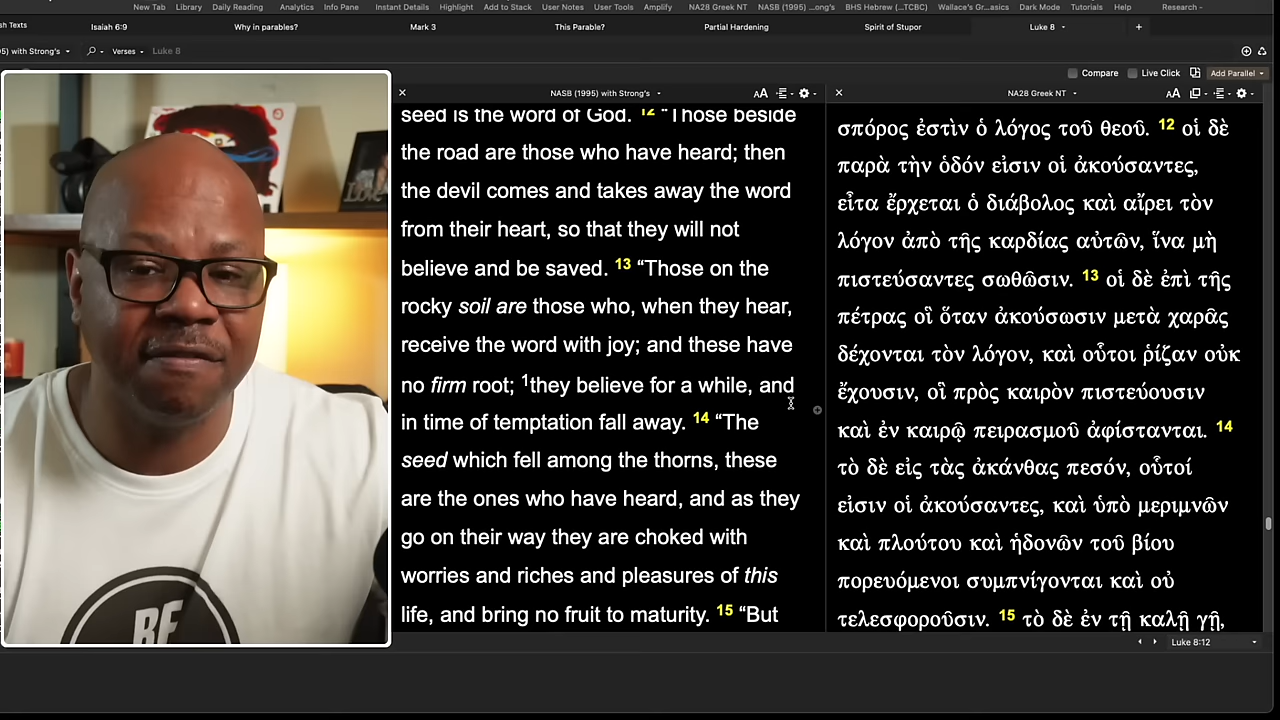 New Tab Library Daily Reading Analytics Info Pane Instant Details Highlight Add to Stack User Notes User Tools Amplify NA28 Greek NT NASB (1995) ...ong's BHS Hebrew (...TCBC) Wallace's Gr...asics Dark Mode Tutorials Help Research
sh Texts Isaiah 6:9 Why in parables? Mark 3 This Parable? Partial Hardening Spirit of Stupor Luke 8 +
95) with Strong's Verses Luke 8
Compare Live Click Add Parallel
NASB (1995) with Strong's
seed is the word of God. 12 “Those beside
the road are those who have heard; then
the devil comes and takes away the word
from their heart, so that they will not
believe and be saved. 13 “Those on the
rocky soil are those who, when they hear,
receive the word with joy; and these have
no firm root; 1they believe for a while, and
in time of temptation fall away. 14 “The
seed which fell among the thorns, these
are the ones who have heard, and as they
go on their way they are choked with
worries and riches and pleasures of this
life, and bring no fruit to maturity. 15 “But
NA28 Greek NT
σπόρος ἐστὶν ὁ λόγος τοῦ θεοῦ. 12 οἱ δὲ
παρὰ τὴν ὁδόν εἰσιν οἱ ἀκούσαντες,
εἶτα ἔρχεται ὁ διάβολος καὶ αἴρει τὸν
λόγον ἀπὸ τῆς καρδίας αὐτῶν, ἵνα μὴ
πιστεύσαντες σωθῶσιν. 13 οἱ δὲ ἐπὶ τῆς
πέτρας οἳ ὅταν ἀκούσωσιν μετὰ χαρᾶς
δέχονται τὸν λόγον, καὶ οὗτοι ῥίζαν οὐκ
ἔχουσιν, οἳ πρὸς καιρὸν πιστεύουσιν
καὶ ἐν καιρῷ πειρασμοῦ ἀφίστανται. 14
τὸ δὲ εἰς τὰς ἀκάνθας πεσόν, οὗτοί
εἰσιν οἱ ἀκούσαντες, καὶ ὑπὸ μεριμνῶν
καὶ πλούτου καὶ ἡδονῶν τοῦ βίου
πορευόμενοι συμπνίγονται καὶ οὐ
τελεσφοροῦσιν. 15 τὸ δὲ ἐν τῇ καλῇ γῇ,
Luke 8:12
BE